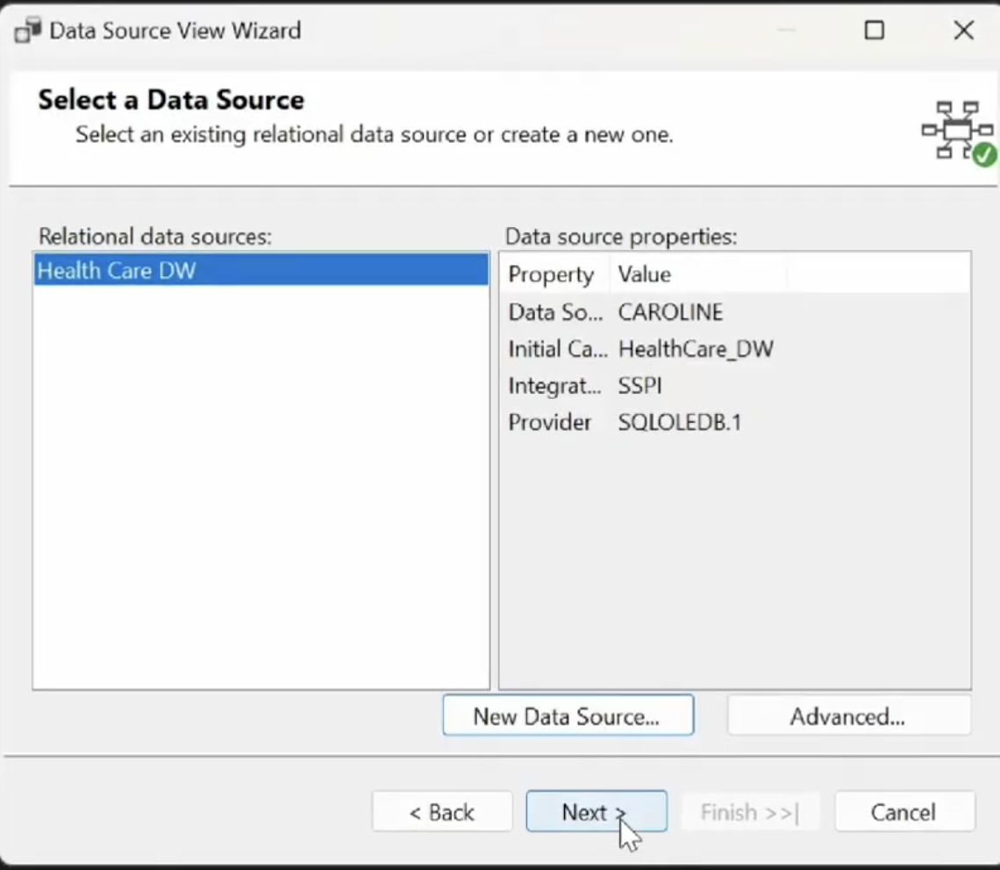 Data Source View Wizard
Select a Data Source
Select an existing relational data source or create a new one.
Relational data sources:
Health Care DW
Data source properties:
Property Value
Data So... CAROLINE
Initial Ca... HealthCare_DW
Integrat... SSPI
Provider SQLOLEDB.1
New Data Source...
Advanced...
< Back
Next >
Finish >>|
Cancel